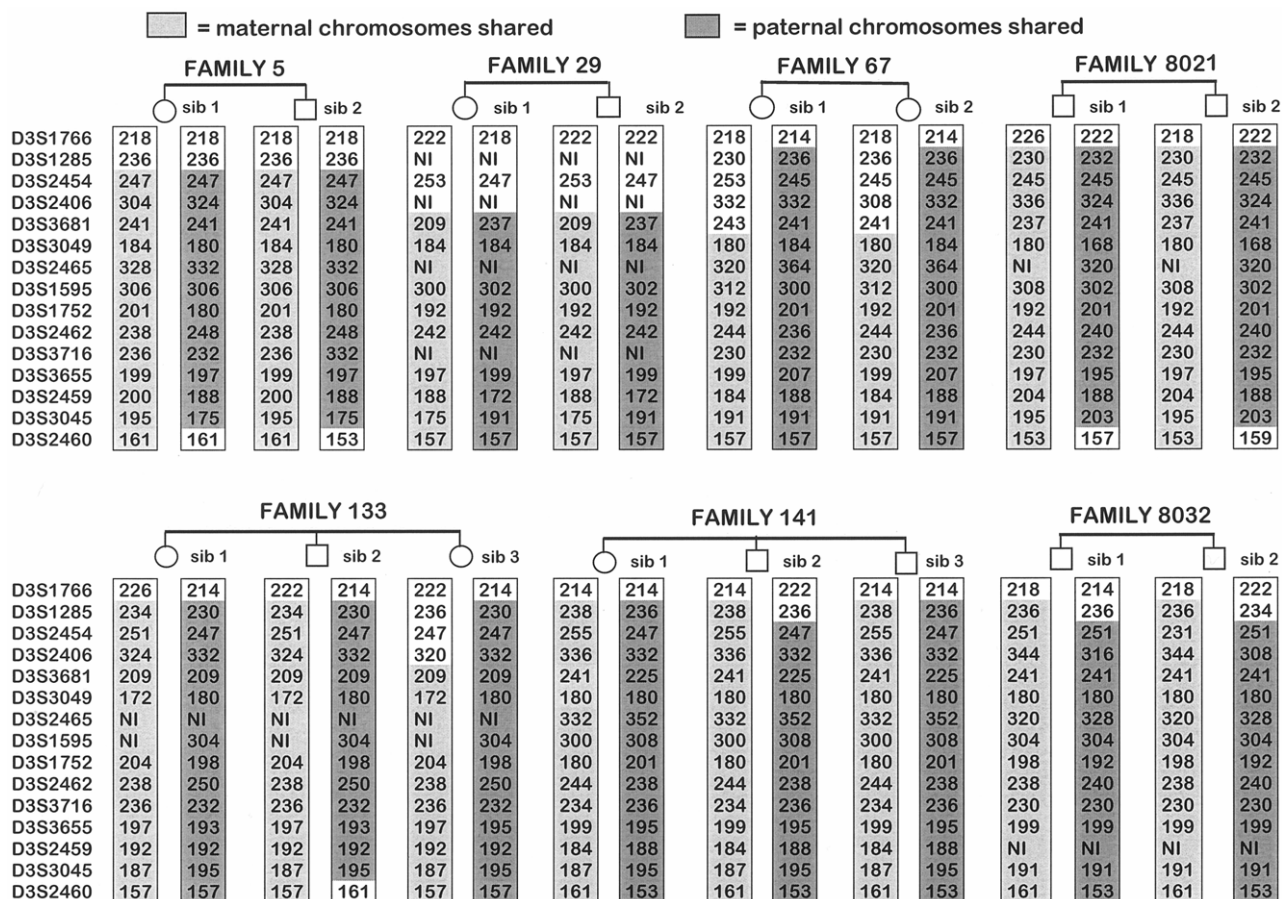 = maternal chromosomes shared = paternal chromosomes shared
FAMILY 5 FAMILY 29 FAMILY 67 FAMILY 8021
sib 1 sib 2 sib 1 sib 2 sib 1 sib 2 sib 1 sib 2
D3S1766 218 218 218 218 222 218 222 222 218 214 218 214 226 222 218 222
D3S1285 236 236 236 236 NI NI NI NI 230 236 236 236 230 232 230 232
D3S2454 247 247 247 247 253 247 253 247 253 245 245 245 245 245 245 245
D3S2406 304 324 304 324 NI NI NI NI 332 332 308 332 336 324 336 324
D3S3681 241 241 241 241 209 237 209 237 243 241 241 241 237 241 237 241
D3S3049 184 180 184 180 184 184 184 184 180 184 180 184 180 168 180 168
D3S2465 328 332 328 332 NI NI NI NI 320 364 320 364 NI 320 NI 320
D3S1595 306 306 306 306 300 302 300 302 312 300 312 300 308 302 308 302
D3S1752 201 180 201 180 192 192 192 192 192 201 192 201 192 201 192 201
D3S2462 238 248 238 248 242 242 242 242 244 236 244 236 244 240 244 240
D3S3716 236 232 236 332 NI NI NI NI 230 232 230 232 230 232 230 232
D3S3655 199 197 199 197 197 199 197 199 199 207 199 207 197 195 197 195
D3S2459 200 188 200 188 188 172 188 172 184 188 184 188 204 188 204 188
D3S3045 195 175 195 175 175 191 175 191 191 191 191 191 195 203 195 203
D3S2460 161 161 161 153 157 157 157 157 157 157 157 157 153 157 153 159
FAMILY 133 FAMILY 141 FAMILY 8032
sib 1 sib 2 sib 3 sib 1 sib 2 sib 3 sib 1 sib 2
D3S1766 226 214 222 214 222 214 214 214 214 222 214 214 218 214 218 222
D3S1285 234 230 234 230 236 230 238 236 238 236 238 236 236 236 236 234
D3S2454 251 247 251 247 247 247 255 247 255 247 255 247 251 251 231 251
D3S2406 324 332 324 332 320 332 336 332 336 332 336 332 344 316 344 308
D3S3681 209 209 209 209 209 209 241 225 241 225 241 225 241 241 241 241
D3S3049 172 180 172 180 172 180 180 180 180 180 180 180 180 180 180 180
D3S2465 NI NI NI NI NI NI 332 352 332 352 332 352 320 328 320 328
D3S1595 NI 304 NI 304 NI 304 300 308 300 308 300 308 304 304 304 304
D3S1752 204 198 204 198 204 198 180 201 180 201 180 201 198 192 198 192
D3S2462 238 250 238 250 238 250 244 238 244 238 244 238 238 240 238 240
D3S3716 236 232 236 232 236 232 234 236 234 236 234 236 230 230 230 230
D3S3655 197 193 197 193 197 195 199 195 199 195 199 195 199 199 199 199
D3S2459 192 192 192 192 192 192 184 188 184 188 184 188 NI NI NI NI
D3S3045 187 195 187 195 187 195 187 195 187 195 187 195 191 191 191 191
D3S2460 157 157 157 161 157 157 161 153 161 153 161 153 161 153 161 153